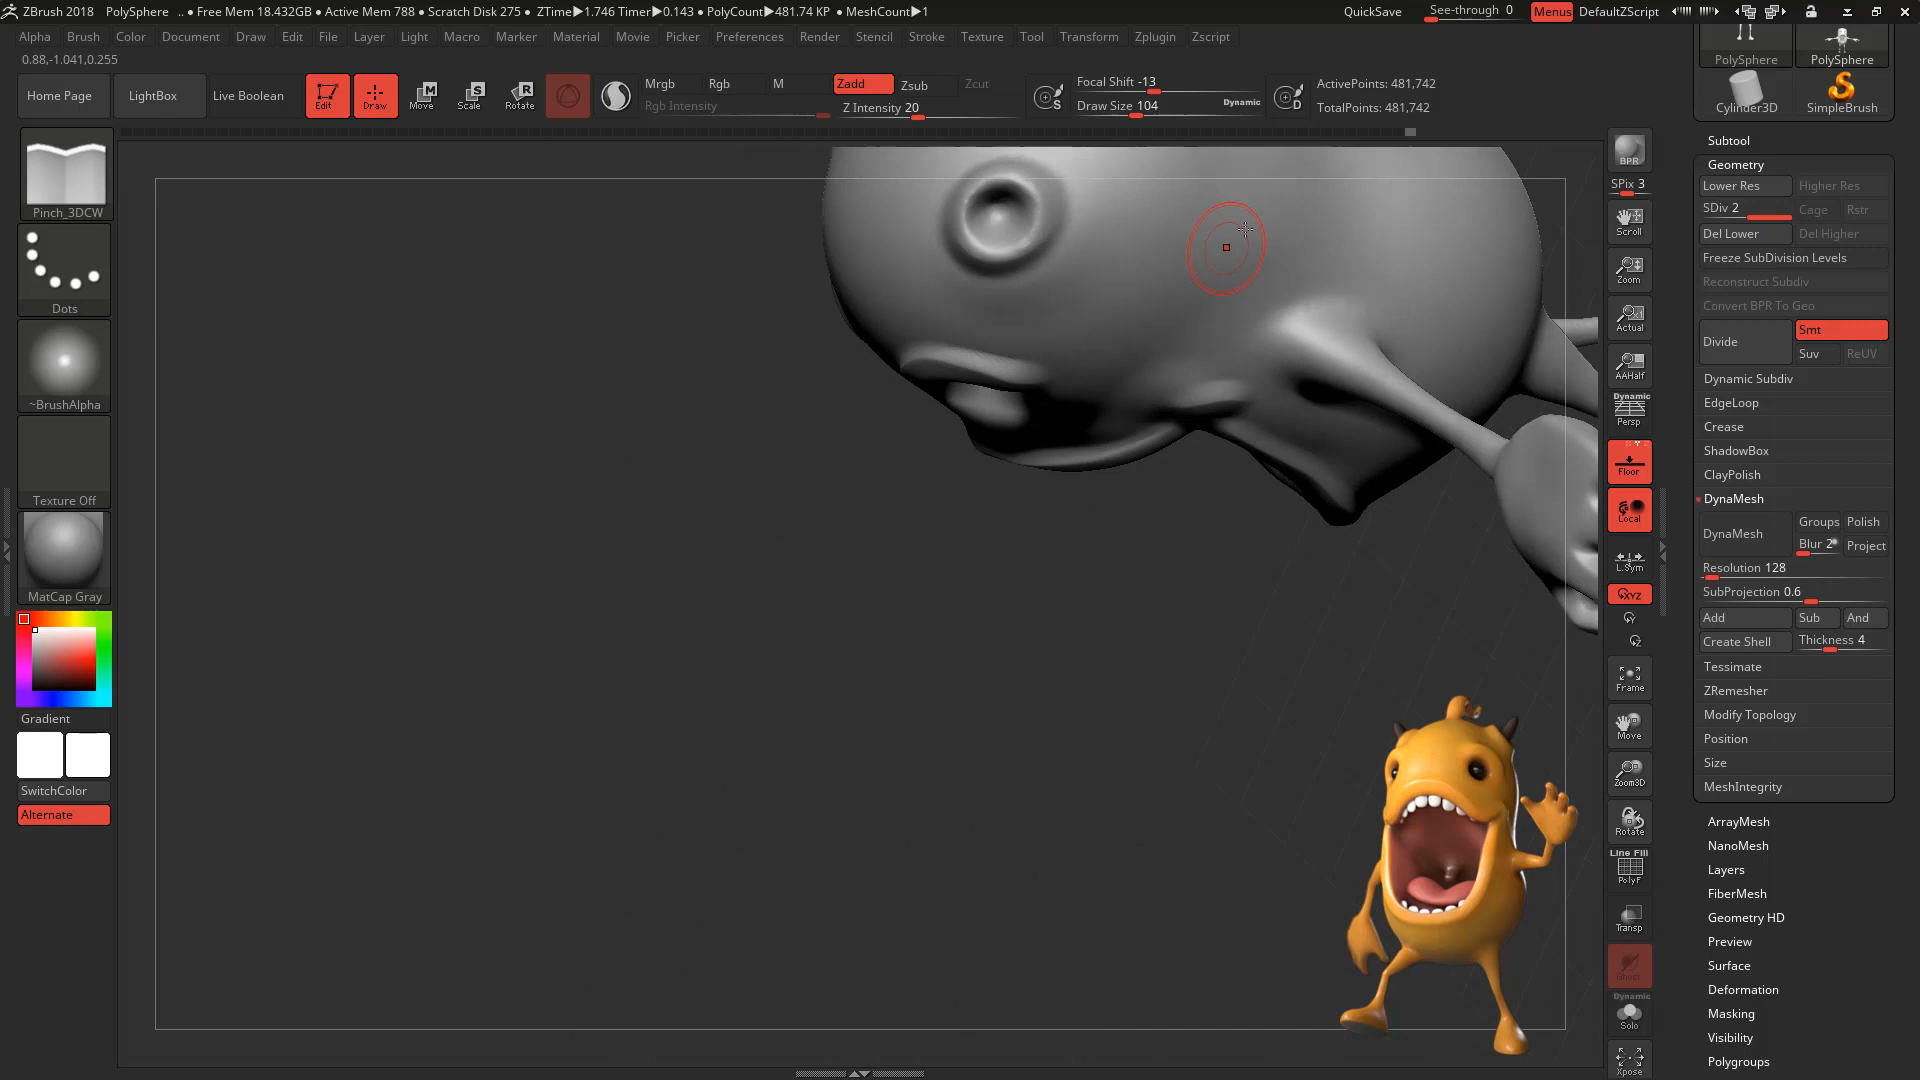 ZBrush 2018 PolySphere .. ● Free Mem 18.432GB ● Active Mem 788 ● Scratch Disk 275 ● ZTime▶1.746 Timer▶0.143 ● PolyCount▶481.74 KP ● MeshCount▶1 QuickSave See-through 0 Menus DefaultZScript
Alpha Brush Color Document Draw Edit File Layer Light Macro Marker Material Movie Picker Preferences Render Stencil Stroke Texture Tool Transform Zplugin Zscript
0.88,-1.041,0.255
Home Page LightBox Live Boolean Edit Draw Move Scale Rotate
Mrgb Rgb M Zadd Zsub Zcut
Rgb Intensity Z Intensity 20
S Focal Shift -13
Draw Size 104 Dynamic
D ActivePoints: 481,742
TotalPoints: 481,742
Pinch_3DCW
Dots
~BrushAlpha
Texture Off
MatCap Gray
Gradient
SwitchColor
Alternate
BPR
SPix 3
Scroll
Zoom
Actual
AAHalf
Dynamic
Persp
Floor
Local
L.Sym
XYZ
Y
Z
Frame
Move
Zoom3D
Rotate
Line Fill
PolyF
Transp
Ghost
Dynamic
Solo
Xpose
PolySphere PolySphere
Cylinder3D SimpleBrush
Subtool
Geometry
Lower Res Higher Res
SDiv 2 Cage Rstr
Del Lower Del Higher
Freeze SubDivision Levels
Reconstruct Subdiv
Convert BPR To Geo
Divide Smt
Suv ReUV
Dynamic Subdiv
EdgeLoop
Crease
ShadowBox
ClayPolish
DynaMesh
DynaMesh Groups Polish
Blur 2 Project
Resolution 128
SubProjection 0.6
Add Sub And
Create Shell Thickness 4
Tessimate
ZRemesher
Modify Topology
Position
Size
MeshIntegrity
ArrayMesh
NanoMesh
Layers
FiberMesh
Geometry HD
Preview
Surface
Deformation
Masking
Visibility
Polygroups